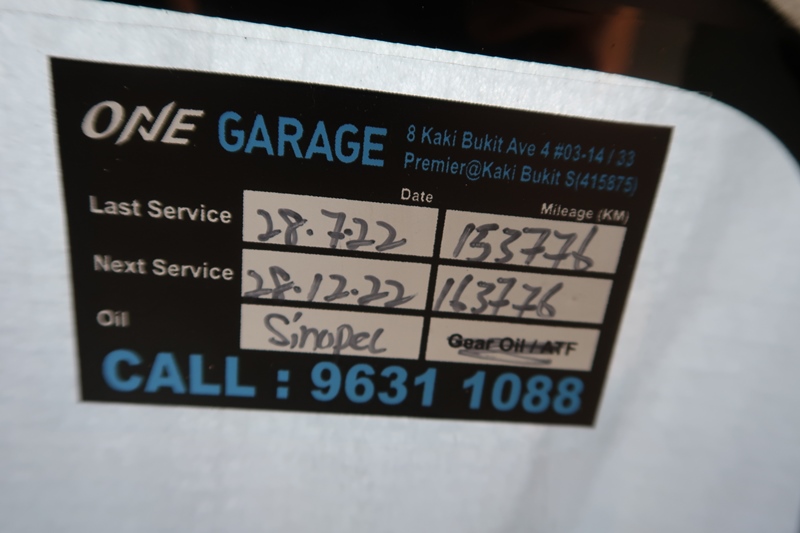 ONE GARAGE
8 Kaki Bukit Ave 4 #03-14 / 33
Premier@Kaki Bukit S(415875)
Date Mileage (KM)
Last Service 28.7.22 153776
Next Service 28.12.22 163776
Oil Sinopec Gear Oil / ATF
CALL : 9631 1088